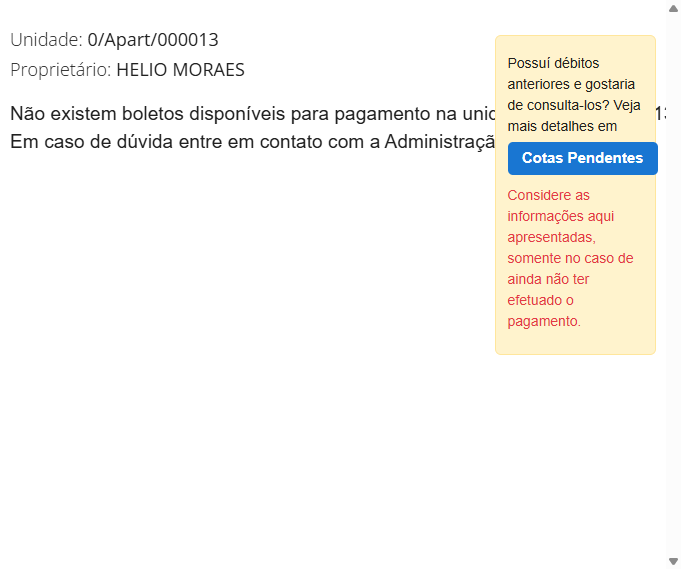 Unidade: 0/Apart/000013
Proprietário: HELIO MORAES
Não existem boletos disponíveis para pagamento na
Em caso de dúvida entre em contato com a
Possuí débitos
anteriores e gostaria
de consulta-los? Veja
mais detalhes em
Cotas Pendentes
Considere as
informações aqui
apresentadas,
somente no caso de
ainda não ter
efetuado o
pagamento.